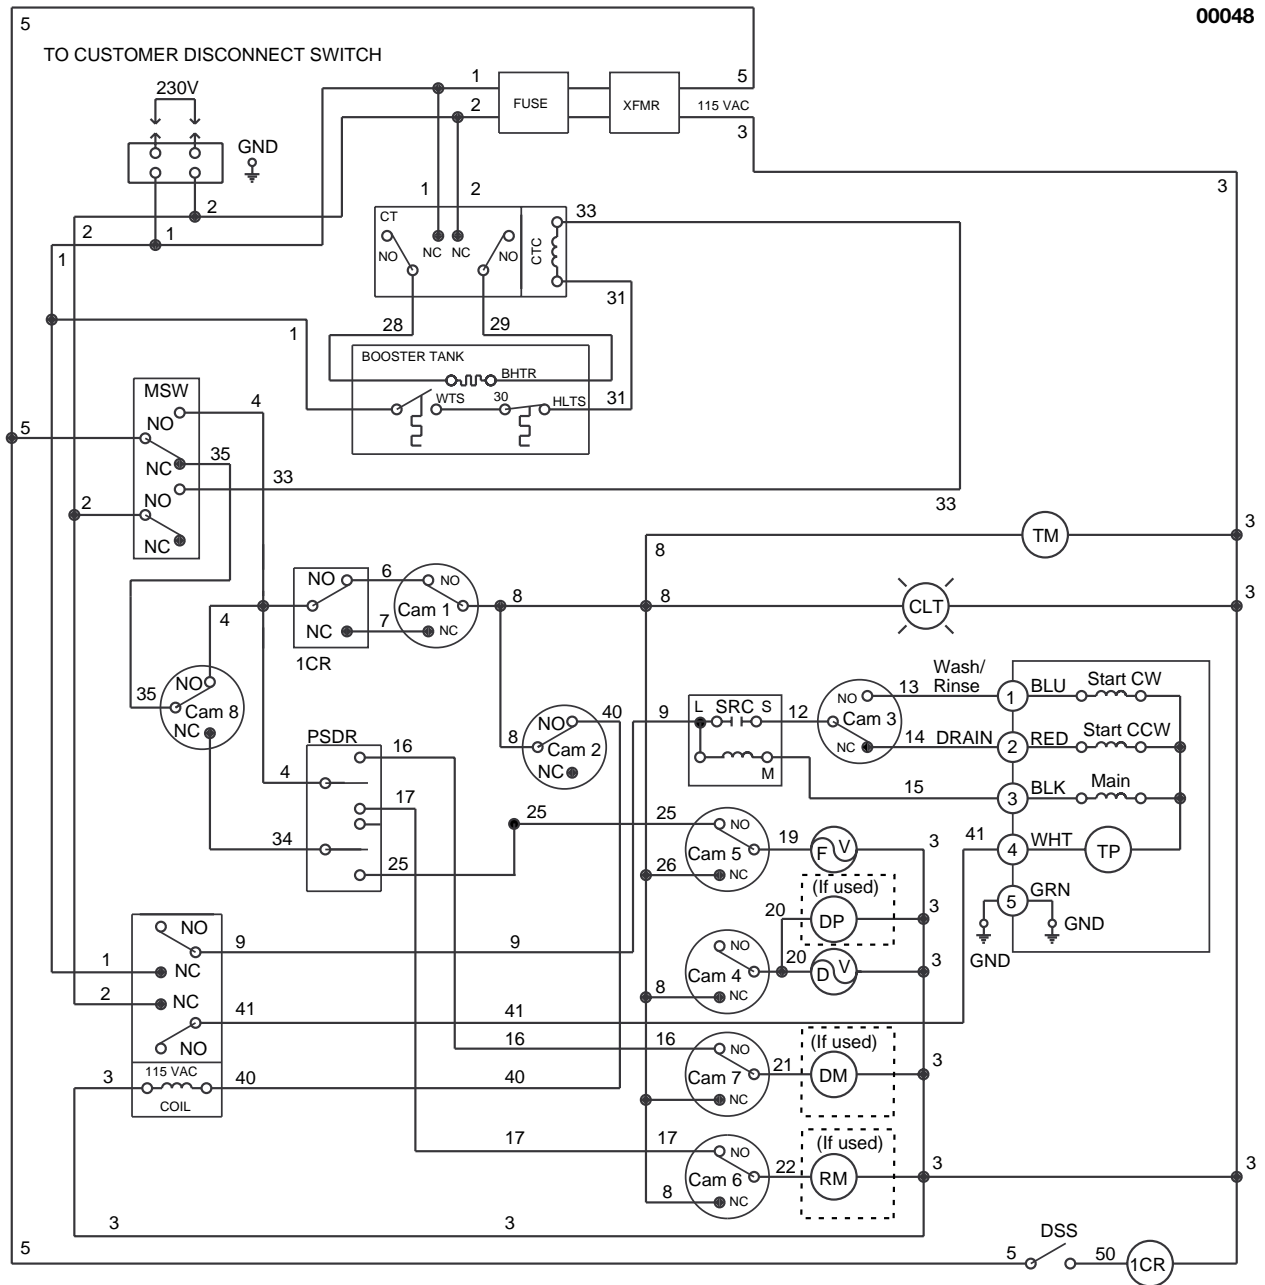 00048
5
TO CUSTOMER DISCONNECT SWITCH
230V
GND
1
2
FUSE
XFMR
5
115 VAC
3
3
2
2
1
1
1
2
CT
NO
NC
NC
NO
CTC
33
31
28
29
1
BOOSTER TANK
BHTR
WTS
30
HLTS
31
MSW
4
NO
5
NC
35
NO
33
33
2
NC
TM
3
8
NO
6
NO
Cam 1
8
8
CLT
3
4
NC
7
NC
1CR
35
NO
Cam 8
NC
Wash/
Rinse
NO
13
1
BLU
Start CW
9
L
SRC
S
12
Cam 3
NO
40
8
Cam 2
NC
NC
14
DRAIN
2
RED
Start CCW
M
PSDR
16
4
15
3
BLK
Main
17
25
25
NO
Cam 5
19
F
V
3
41
4
WHT
TP
34
25
26
NC
(If used)
20
DP
3
5
GRN
GND
GND
NO
9
9
NO
Cam 4
20
D
V
3
1
NC
2
NC
8
NC
41
41
NO
16
16
NO
(If used)
Cam 7
21
DM
3
115 VAC
3
40
40
COIL
NC
17
17
NO
(If used)
Cam 6
22
RM
3
3
8
NC
3
3
5
DSS
5
50
1CR